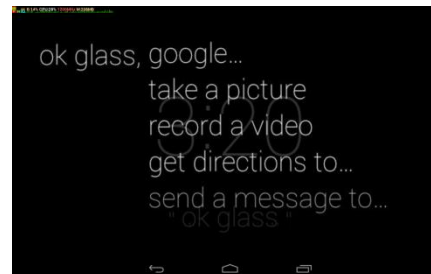 ok glass, google...
take a picture
3:20
record a video
get directions to...
send a message to...
"ok glass"